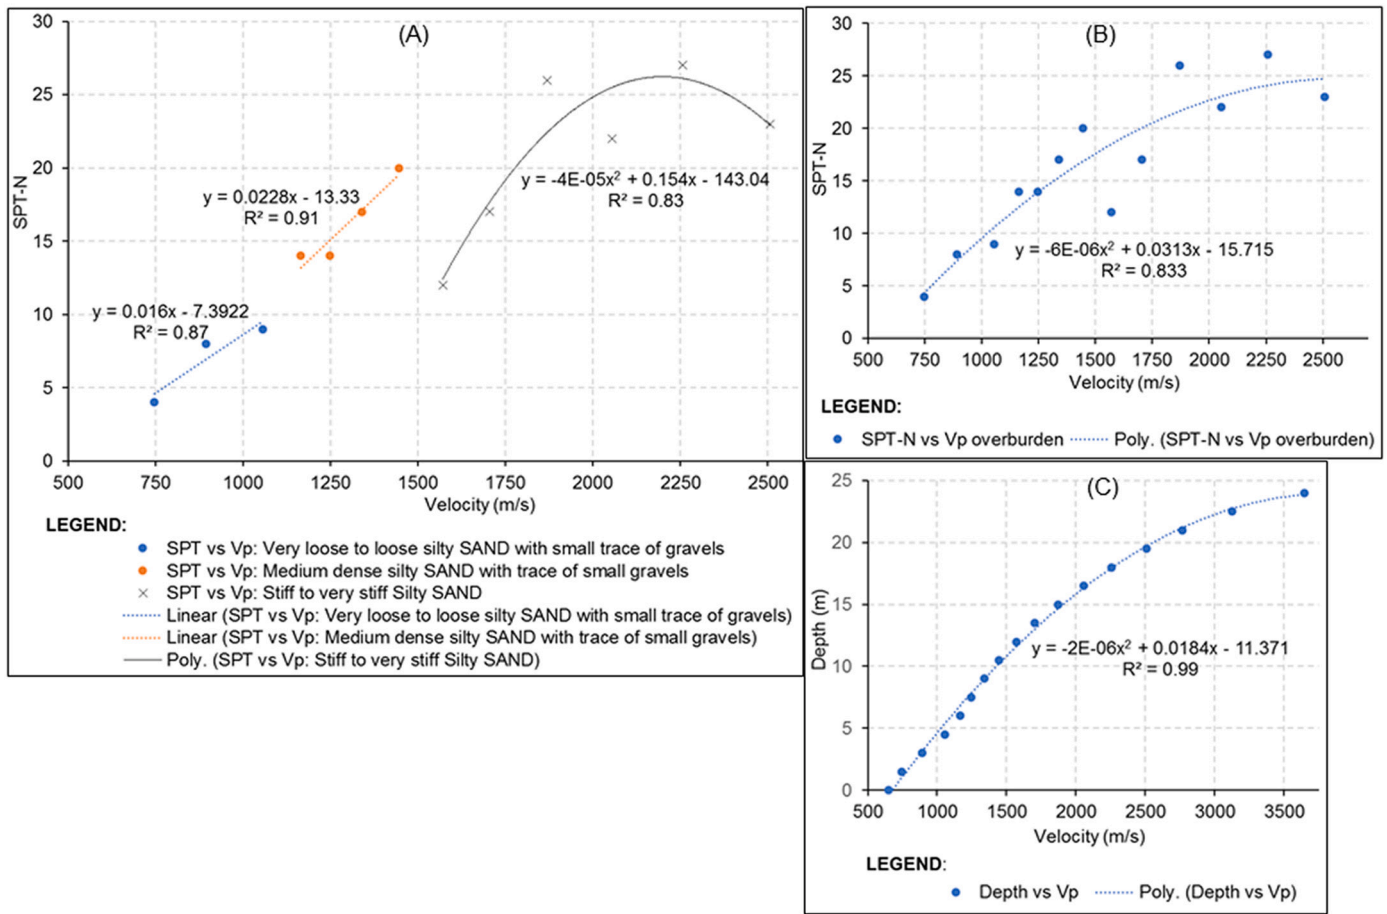 (A)
30
25
20
15
10
5
0
SPT-N
y = 0.016x - 7.3922
R² = 0.87
y = 0.0228x - 13.33
R² = 0.91
y = -4E-05x² + 0.154x - 143.04
R² = 0.83
500 750 1000 1250 1500 1750 2000 2250 2500
Velocity (m/s)
LEGEND:
SPT vs Vp: Very loose to loose silty SAND with small trace of gravels
SPT vs Vp: Medium dense silty SAND with trace of small gravels
SPT vs Vp: Stiff to very stiff Silty SAND
Linear (SPT vs Vp: Very loose to loose silty SAND with small trace of gravels)
Linear (SPT vs Vp: Medium dense silty SAND with trace of small gravels)
Poly. (SPT vs Vp: Stiff to very stiff Silty SAND)
(B)
30
25
20
15
10
5
0
SPT-N
y = -6E-06x² + 0.0313x - 15.715
R² = 0.833
500 750 1000 1250 1500 1750 2000 2250 2500
Velocity (m/s)
LEGEND:
SPT-N vs Vp overburden Poly. (SPT-N vs Vp overburden)
(C)
25
20
15
10
5
0
Depth (m)
y = -2E-06x² + 0.0184x - 11.371
R² = 0.99
500 1000 1500 2000 2500 3000 3500
Velocity (m/s)
LEGEND:
Depth vs Vp Poly. (Depth vs Vp)